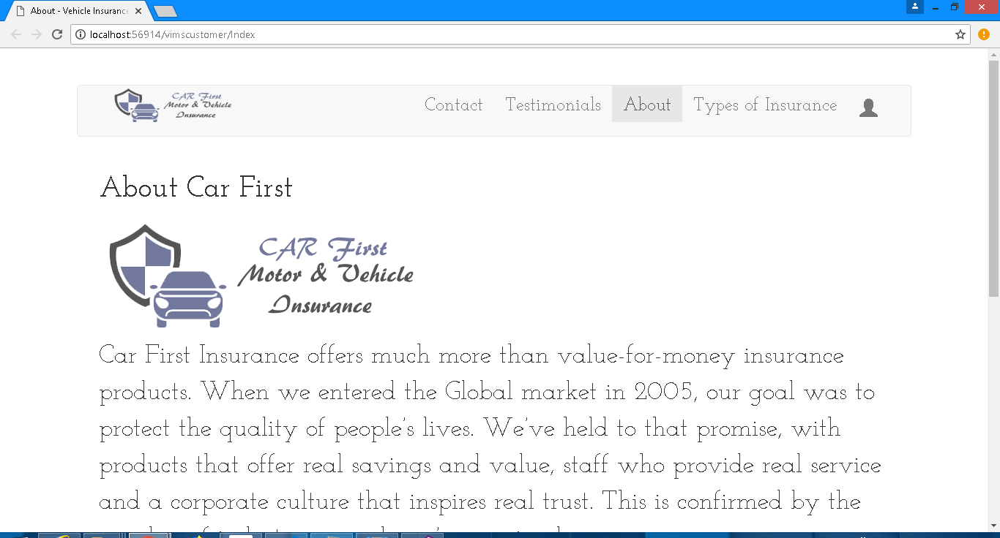 About - Vehicle Insurance
localhost:56914/vimscustomer/Index
CAR First
Motor & Vehicle
Insurance
Contact Testimonials About Types of Insurance
About Car First
CAR First
Motor & Vehicle
Insurance
Car First Insurance offers much more than value-for-money insurance
products. When we entered the Global market in 2005, our goal was to
protect the quality of people's lives. We've held to that promise, with
products that offer real savings and value, staff who provide real service
and a corporate culture that inspires real trust. This is confirmed by the